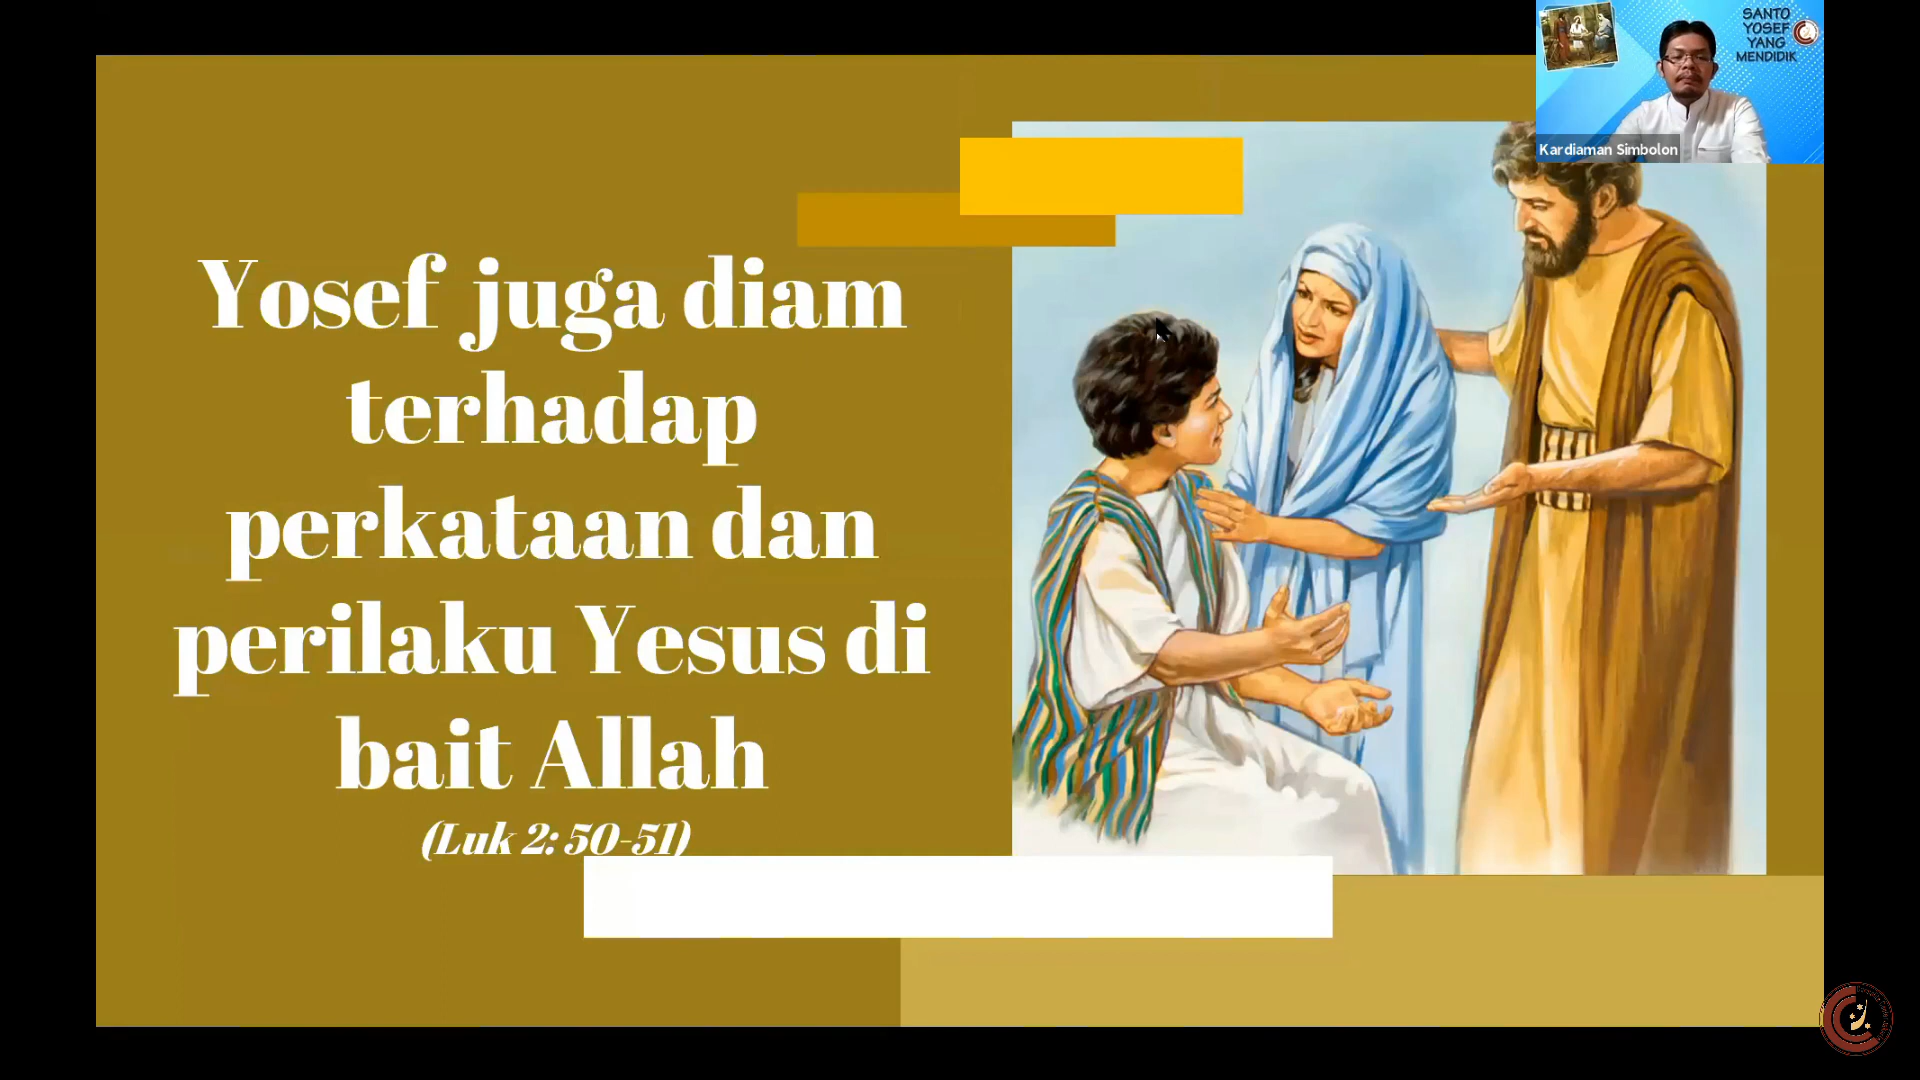 SANTO
YOSEF
YANG
MENDIDIK
Kardiaman Simbolon
Yosef juga diam
terhadap
perkataan dan
perilaku Yesus di
bait Allah
(Luk 2: 50-51)